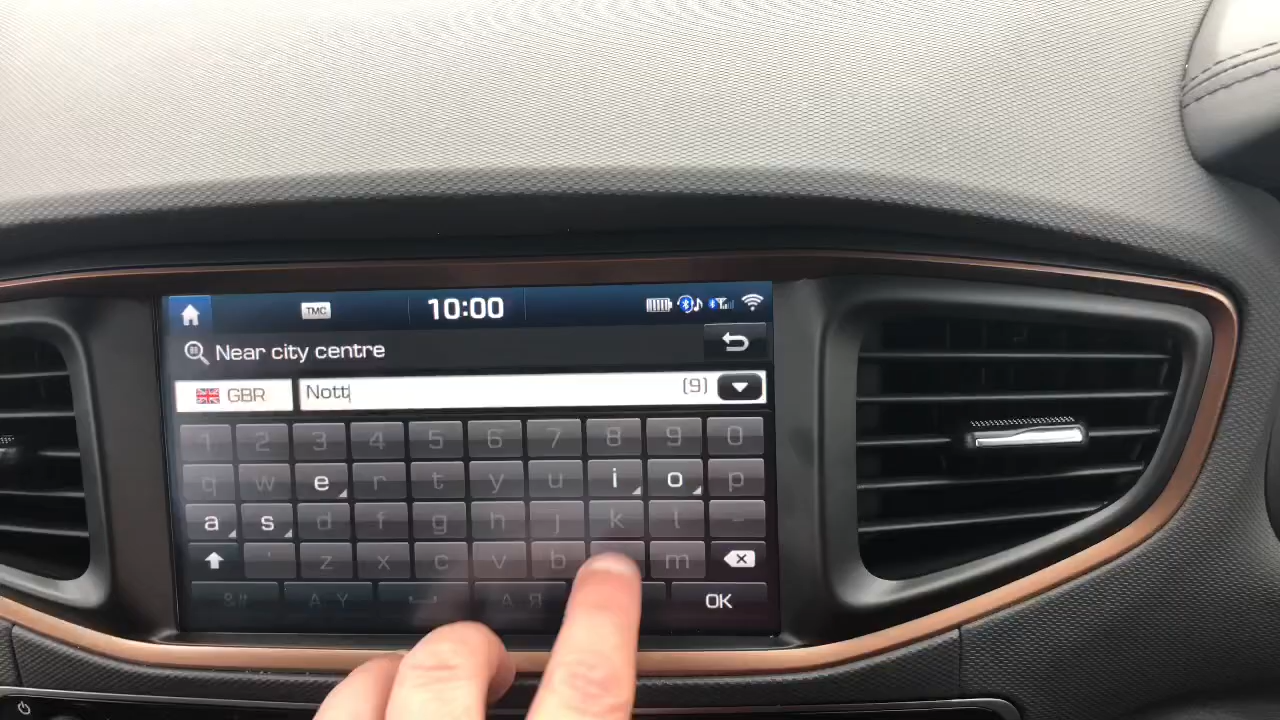 TMC 10:00
Near city centre
GBR Nott (9)
1 2 3 4 5 6 7 8 9 0
q w e r t y u i o p
a s d f g h j k l -
' z x c v b m
&# A Y A Я OK